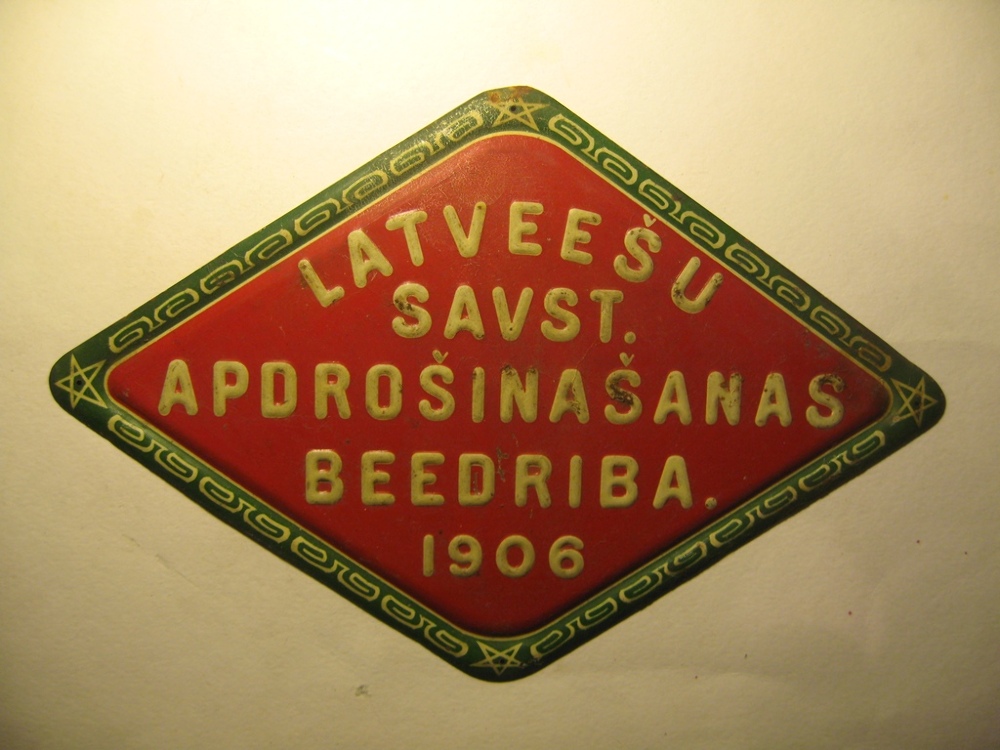 LATVEEŠU
SAVST.
APDROŠINAŠANAS
BEEDRIBA.
1906